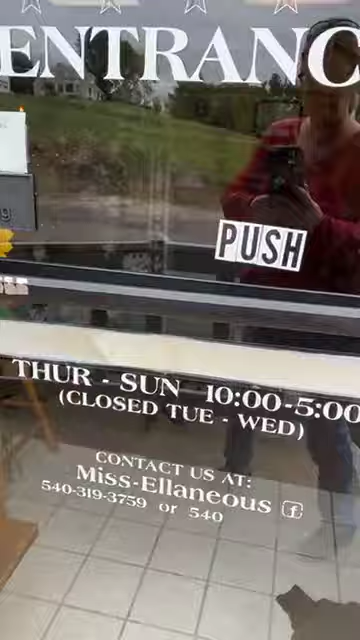 ENTRANC
PUSH
THUR - SUN 10:00-5:00
(CLOSED TUE - WED)
CONTACT US AT:
Miss-Ellaneous f
540-319-3759 or 540